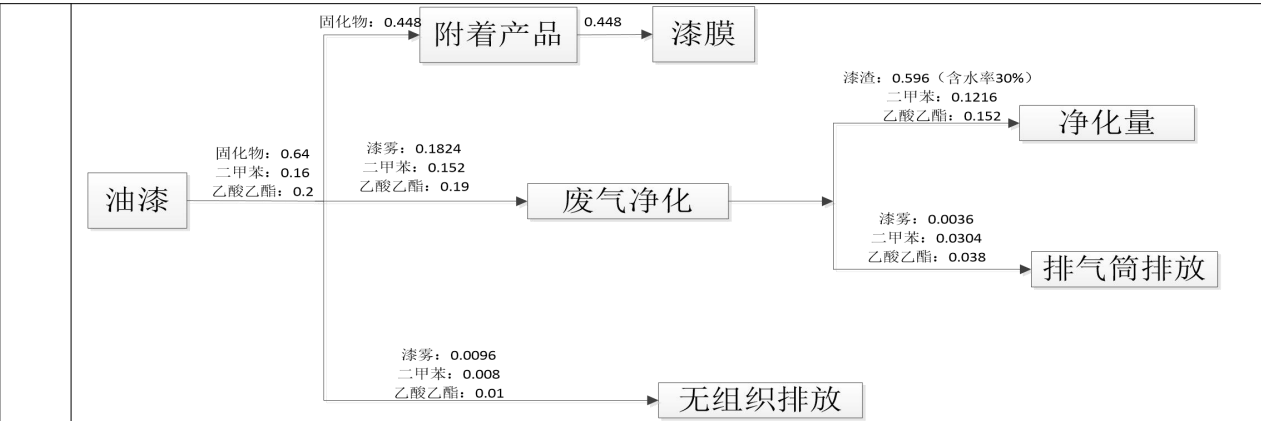 固化物：0.448
附着产品
0.448
漆膜
漆渣：0.596（含水率30%）
二甲苯：0.1216
乙酸乙酯：0.152
净化量
油漆
固化物：0.64
二甲苯：0.16
乙酸乙酯：0.2
漆雾：0.1824
二甲苯：0.152
乙酸乙酯：0.19
废气净化
漆雾：0.0036
二甲苯：0.0304
乙酸乙酯：0.038
排气筒排放
漆雾：0.0096
二甲苯：0.008
乙酸乙酯：0.01
无组织排放